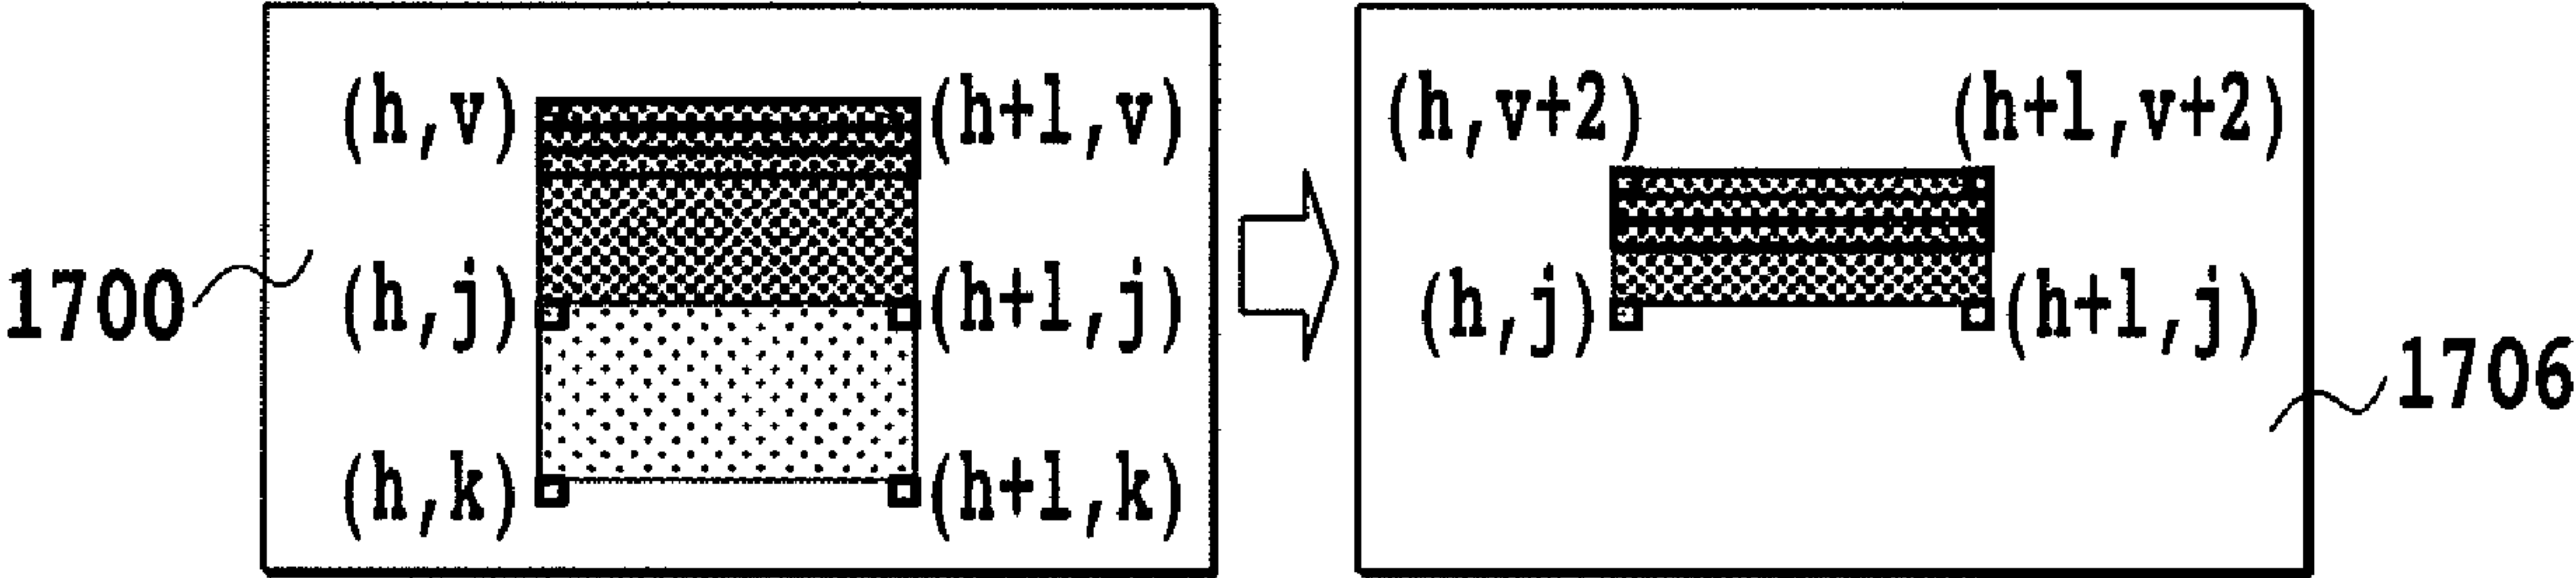 (h,v) (h+l,v)
(h,j) (h+l,j)
(h,k) (h+l,k)
1700
(h,v+2) (h+l,v+2)
(h,j) (h+l,j)
1706